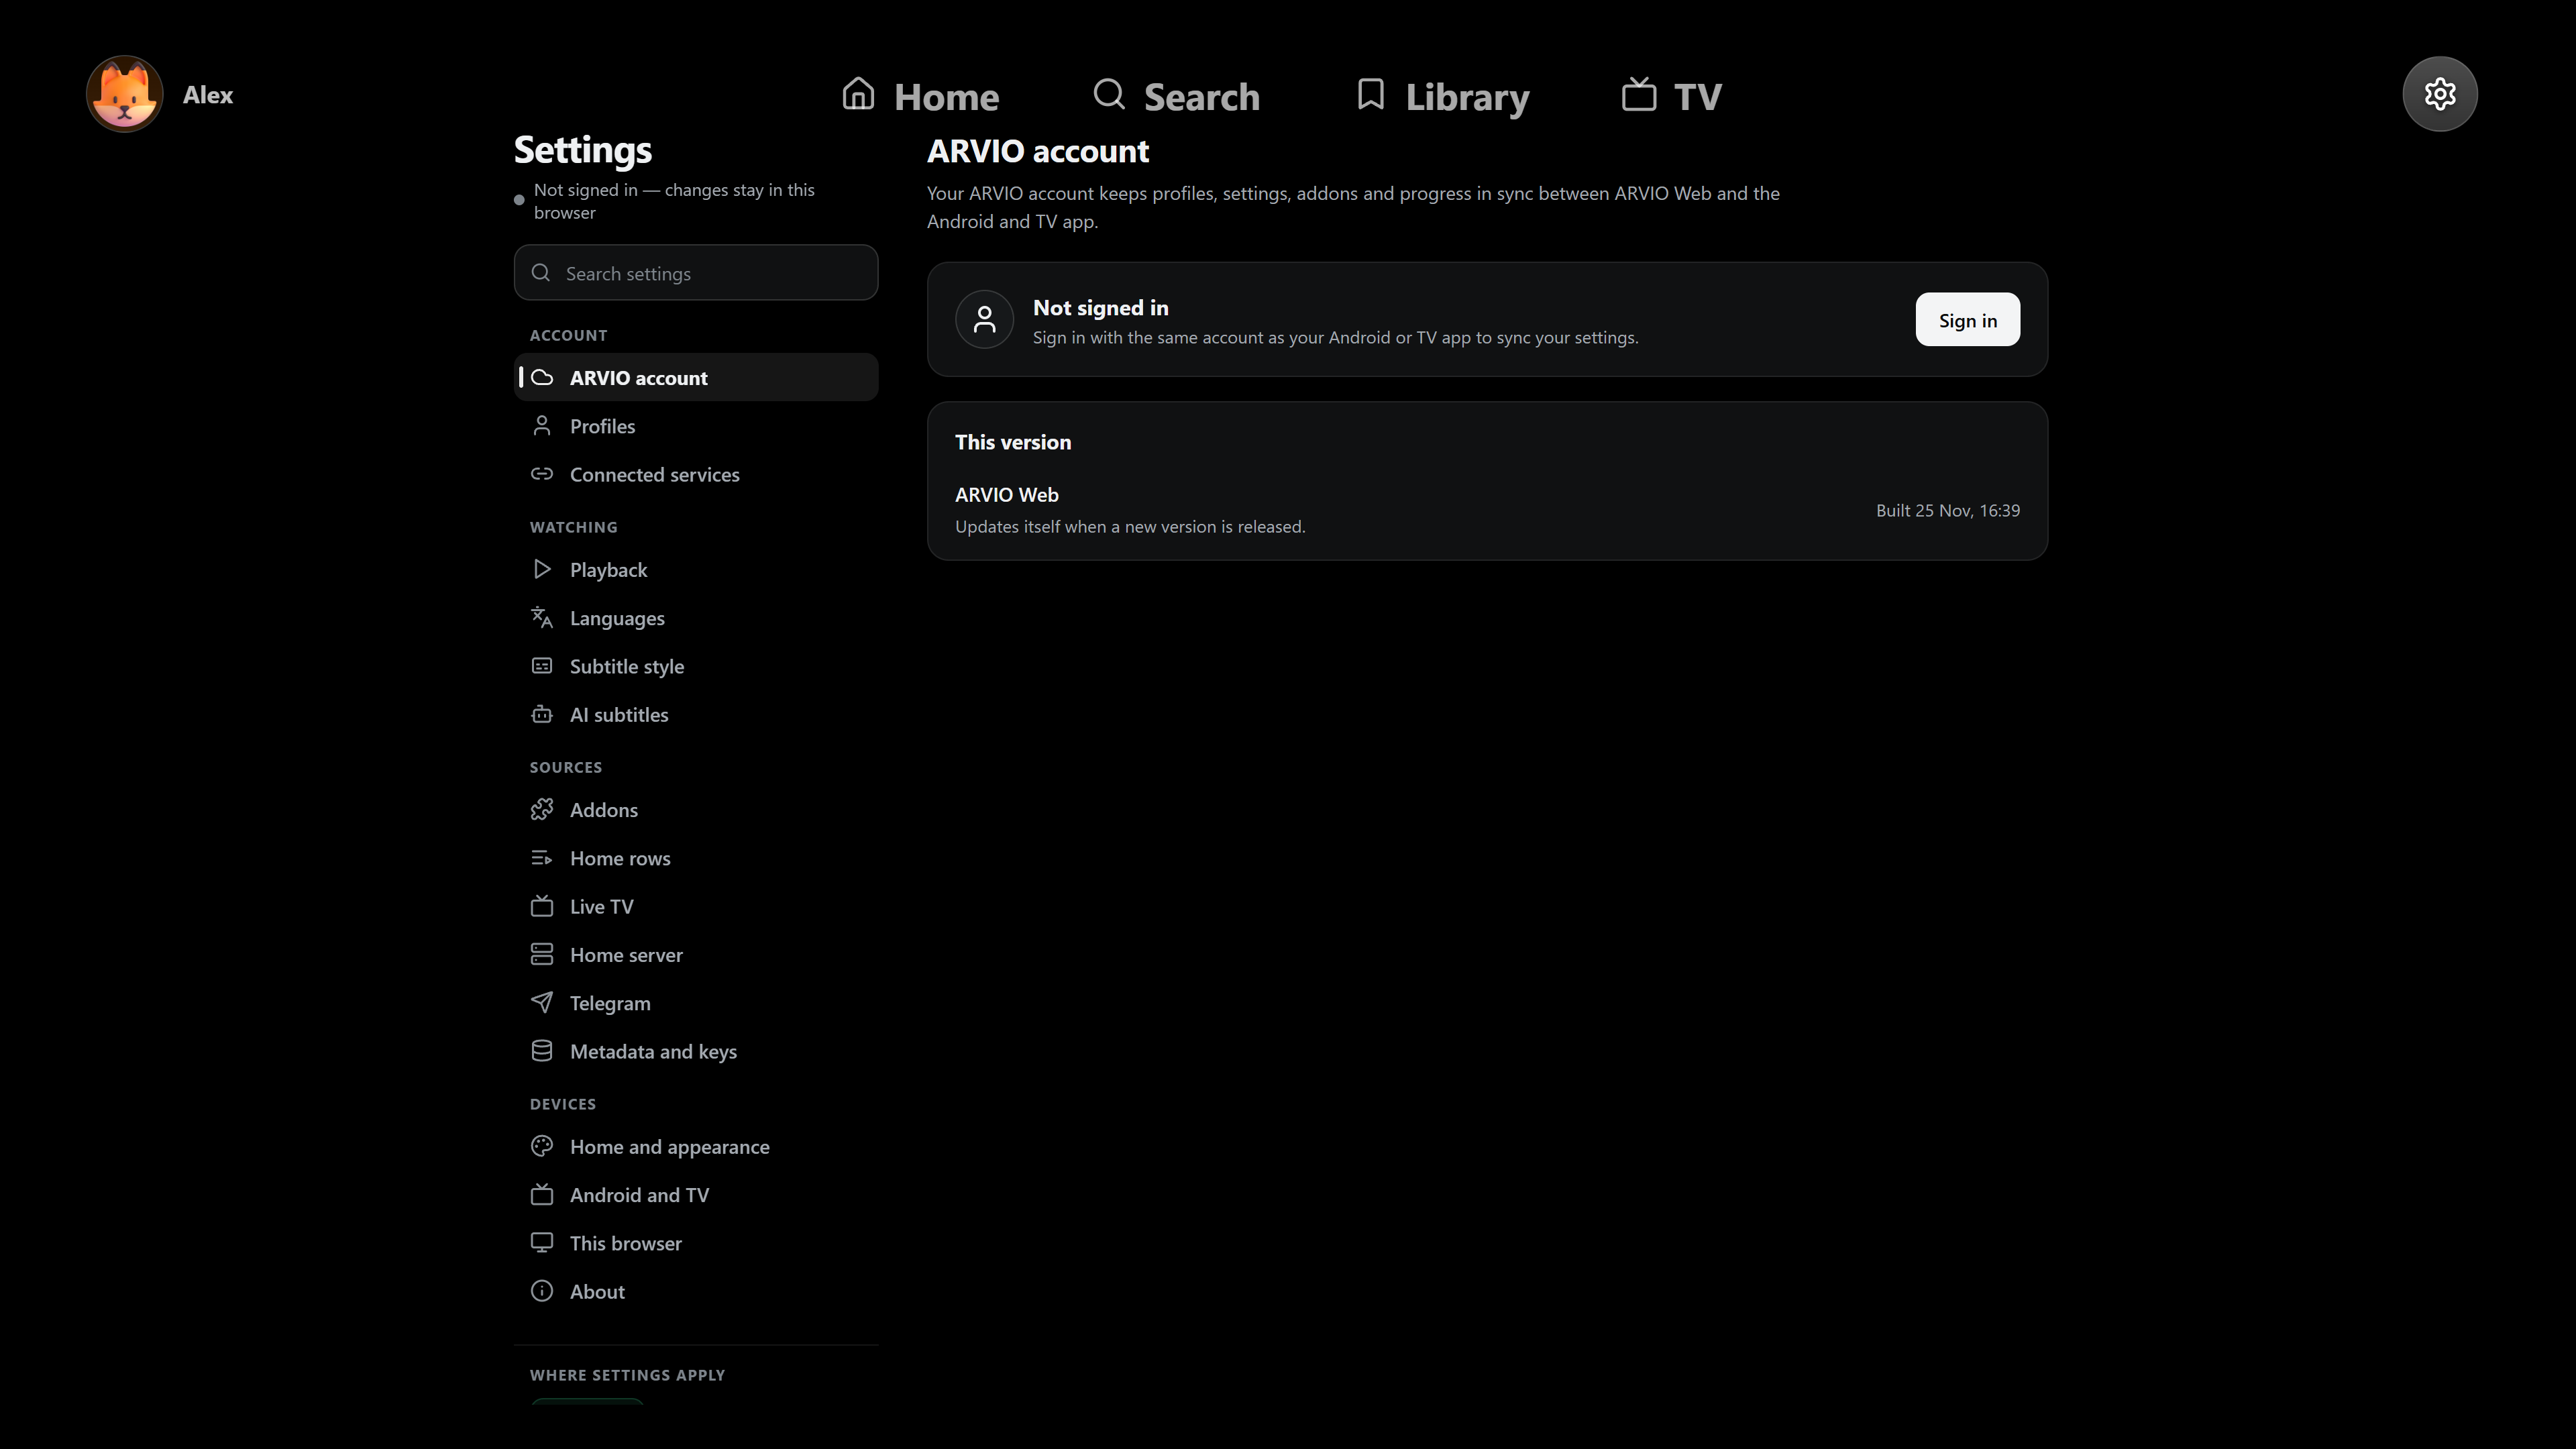 Alex
Home
Search
Library
TV
Settings
Not signed in — changes stay in this
browser
Search settings
ACCOUNT
ARVIO account
Profiles
Connected services
WATCHING
Playback
Languages
Subtitle style
AI subtitles
SOURCES
Addons
Home rows
Live TV
Home server
Telegram
Metadata and keys
DEVICES
Home and appearance
Android and TV
This browser
About
WHERE SETTINGS APPLY
ARVIO account
Your ARVIO account keeps profiles, settings, addons and progress in sync between ARVIO Web and the
Android and TV app.
Not signed in
Sign in with the same account as your Android or TV app to sync your settings.
Sign in
This version
ARVIO Web
Updates itself when a new version is released.
Built 25 Nov, 16:39